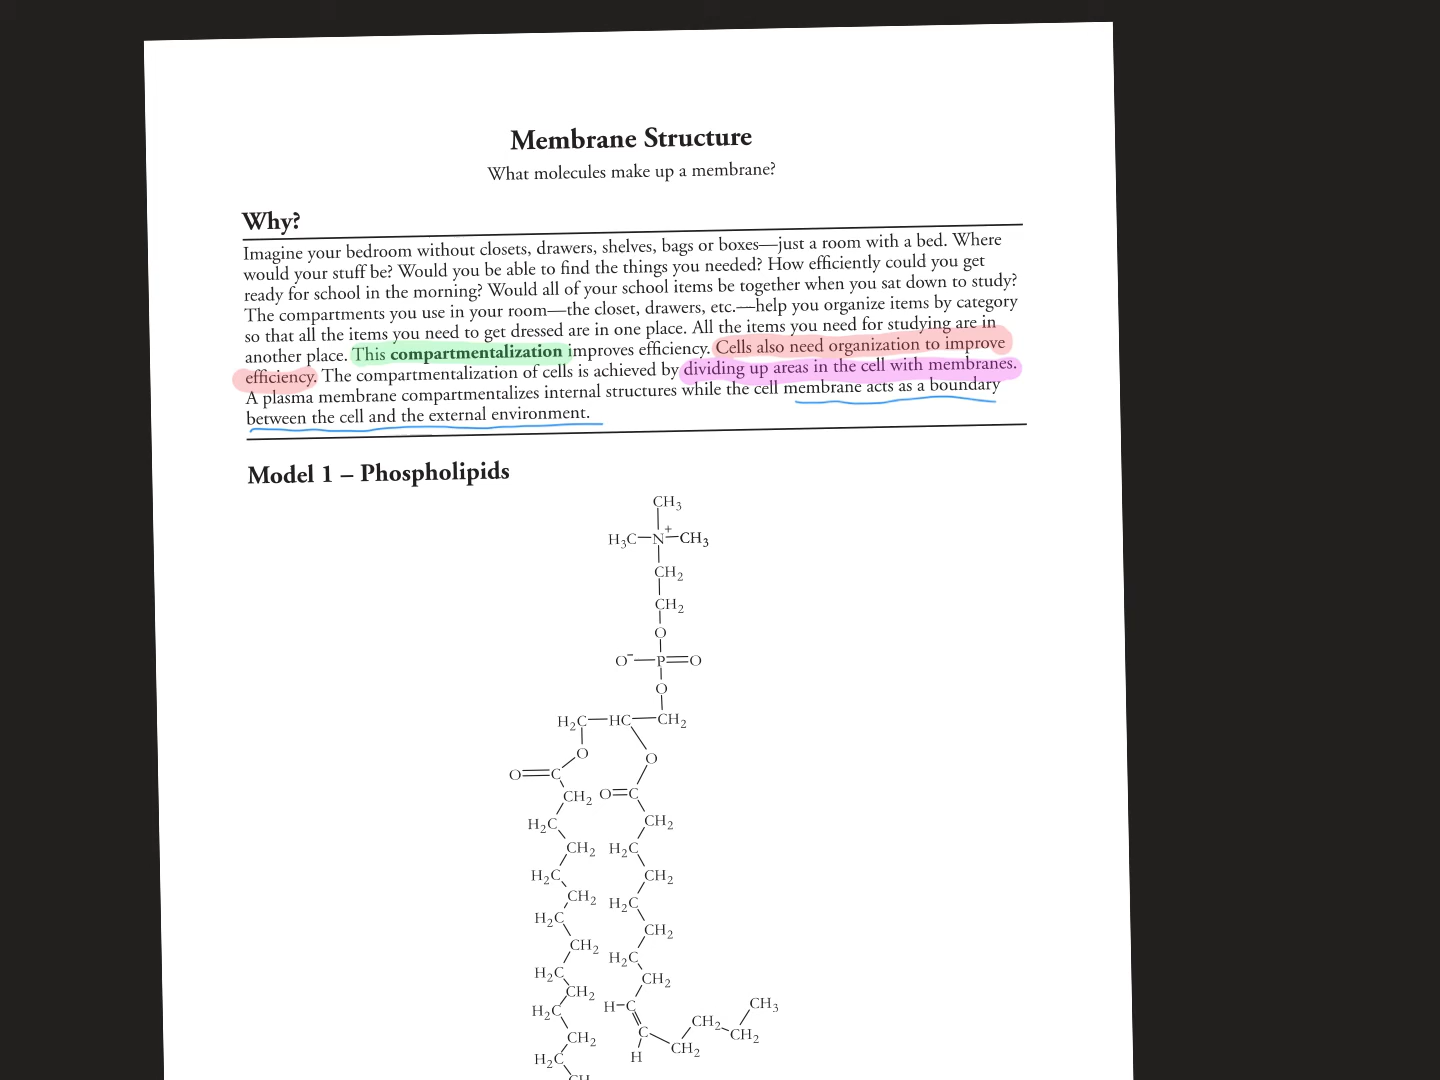 Membrane Structure
What molecules make up a membrane?
Why?
Imagine your bedroom without closets, drawers, shelves, bags or boxes—just a room with a bed. Where
would your stuff be? Would you be able to find the things you needed? How efficiently could you get
ready for school in the morning? Would all of your school items be together when you sat down to study?
The compartments you use in your room—the closet, drawers, etc.—help you organize items by category
so that all the items you need to get dressed are in one place. All the items you need for studying are in
another place. This compartmentalization improves efficiency. Cells also need organization to improve
efficiency. The compartmentalization of cells is achieved by dividing up areas in the cell with membranes.
A plasma membrane compartmentalizes internal structures while the cell membrane acts as a boundary
between the cell and the external environment.
Model 1 – Phospholipids
CH3
H3C—N+—CH3
CH2
CH2
O
O−—P=O
O
H2C—HC—CH2
O
O
O=C
CH2 O=C
H2C CH2
CH2 H2C
H2C CH2
CH2 H2C
H2C CH2
CH2 H2C
H2C CH2
CH2 H–C CH3
H2C CH2
CH2 C CH2
H2C H CH2